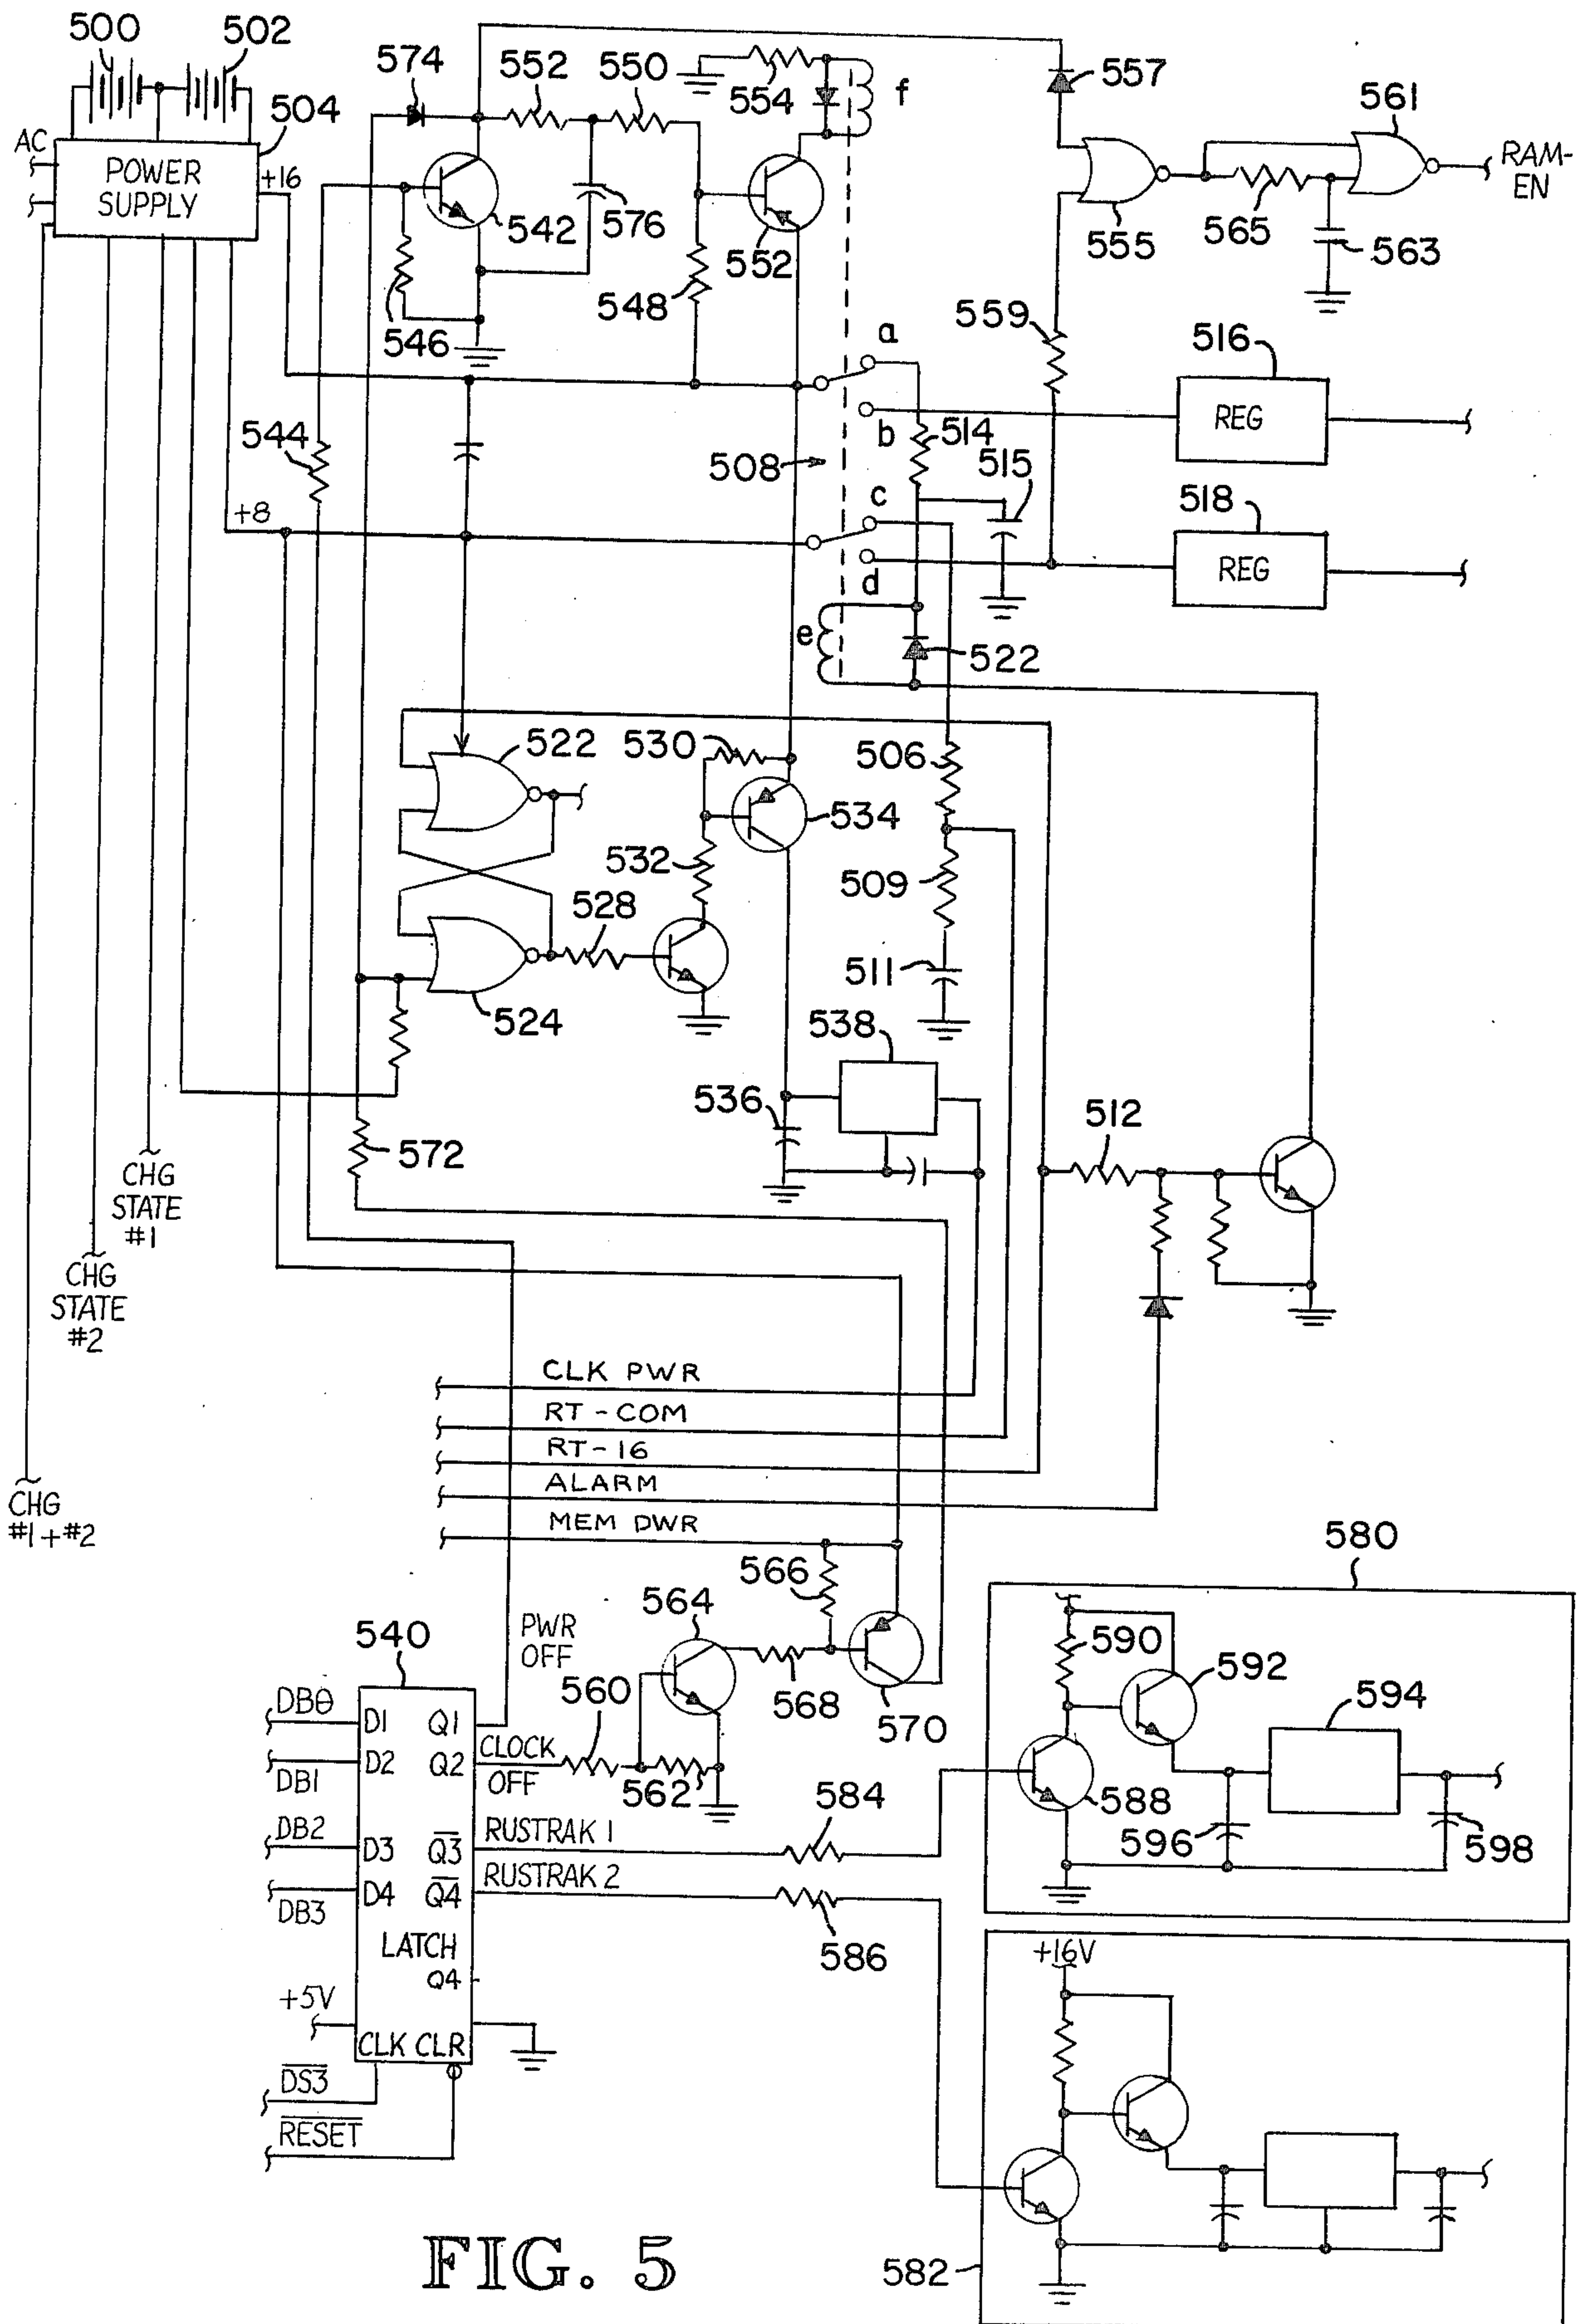 500
502
574
552
550
554
f
557
561
504
AC
POWER
SUPPLY
+16
RAM-
EN
542
576
552
555
565
563
546
548
559
516
a
REG
b
514
544
508
515
518
c
+8
REG
d
e
522
522
530
506
534
532
509
528
511
524
538
536
512
572
CHG
STATE
#1
CHG
STATE
#2
CLK PWR
RT-COM
RT-16
ALARM
CHG
#1+#2
MEM DWR
580
566
564
540
PWR
OFF
590
592
560
568
594
DBθ
D1
Q1
570
CLOCK
D2
Q2
OFF
DB1
562
584
588
596
598
DB2
RUSTRAK 1
D3
Q̅3̅
RUSTRAK 2
D4
Q̅4̅
DB3
586
LATCH
+16V
Q4
+5V
CLK CLR
D̅S̅3̅
R̅E̅S̅E̅T̅
FIG. 5
582